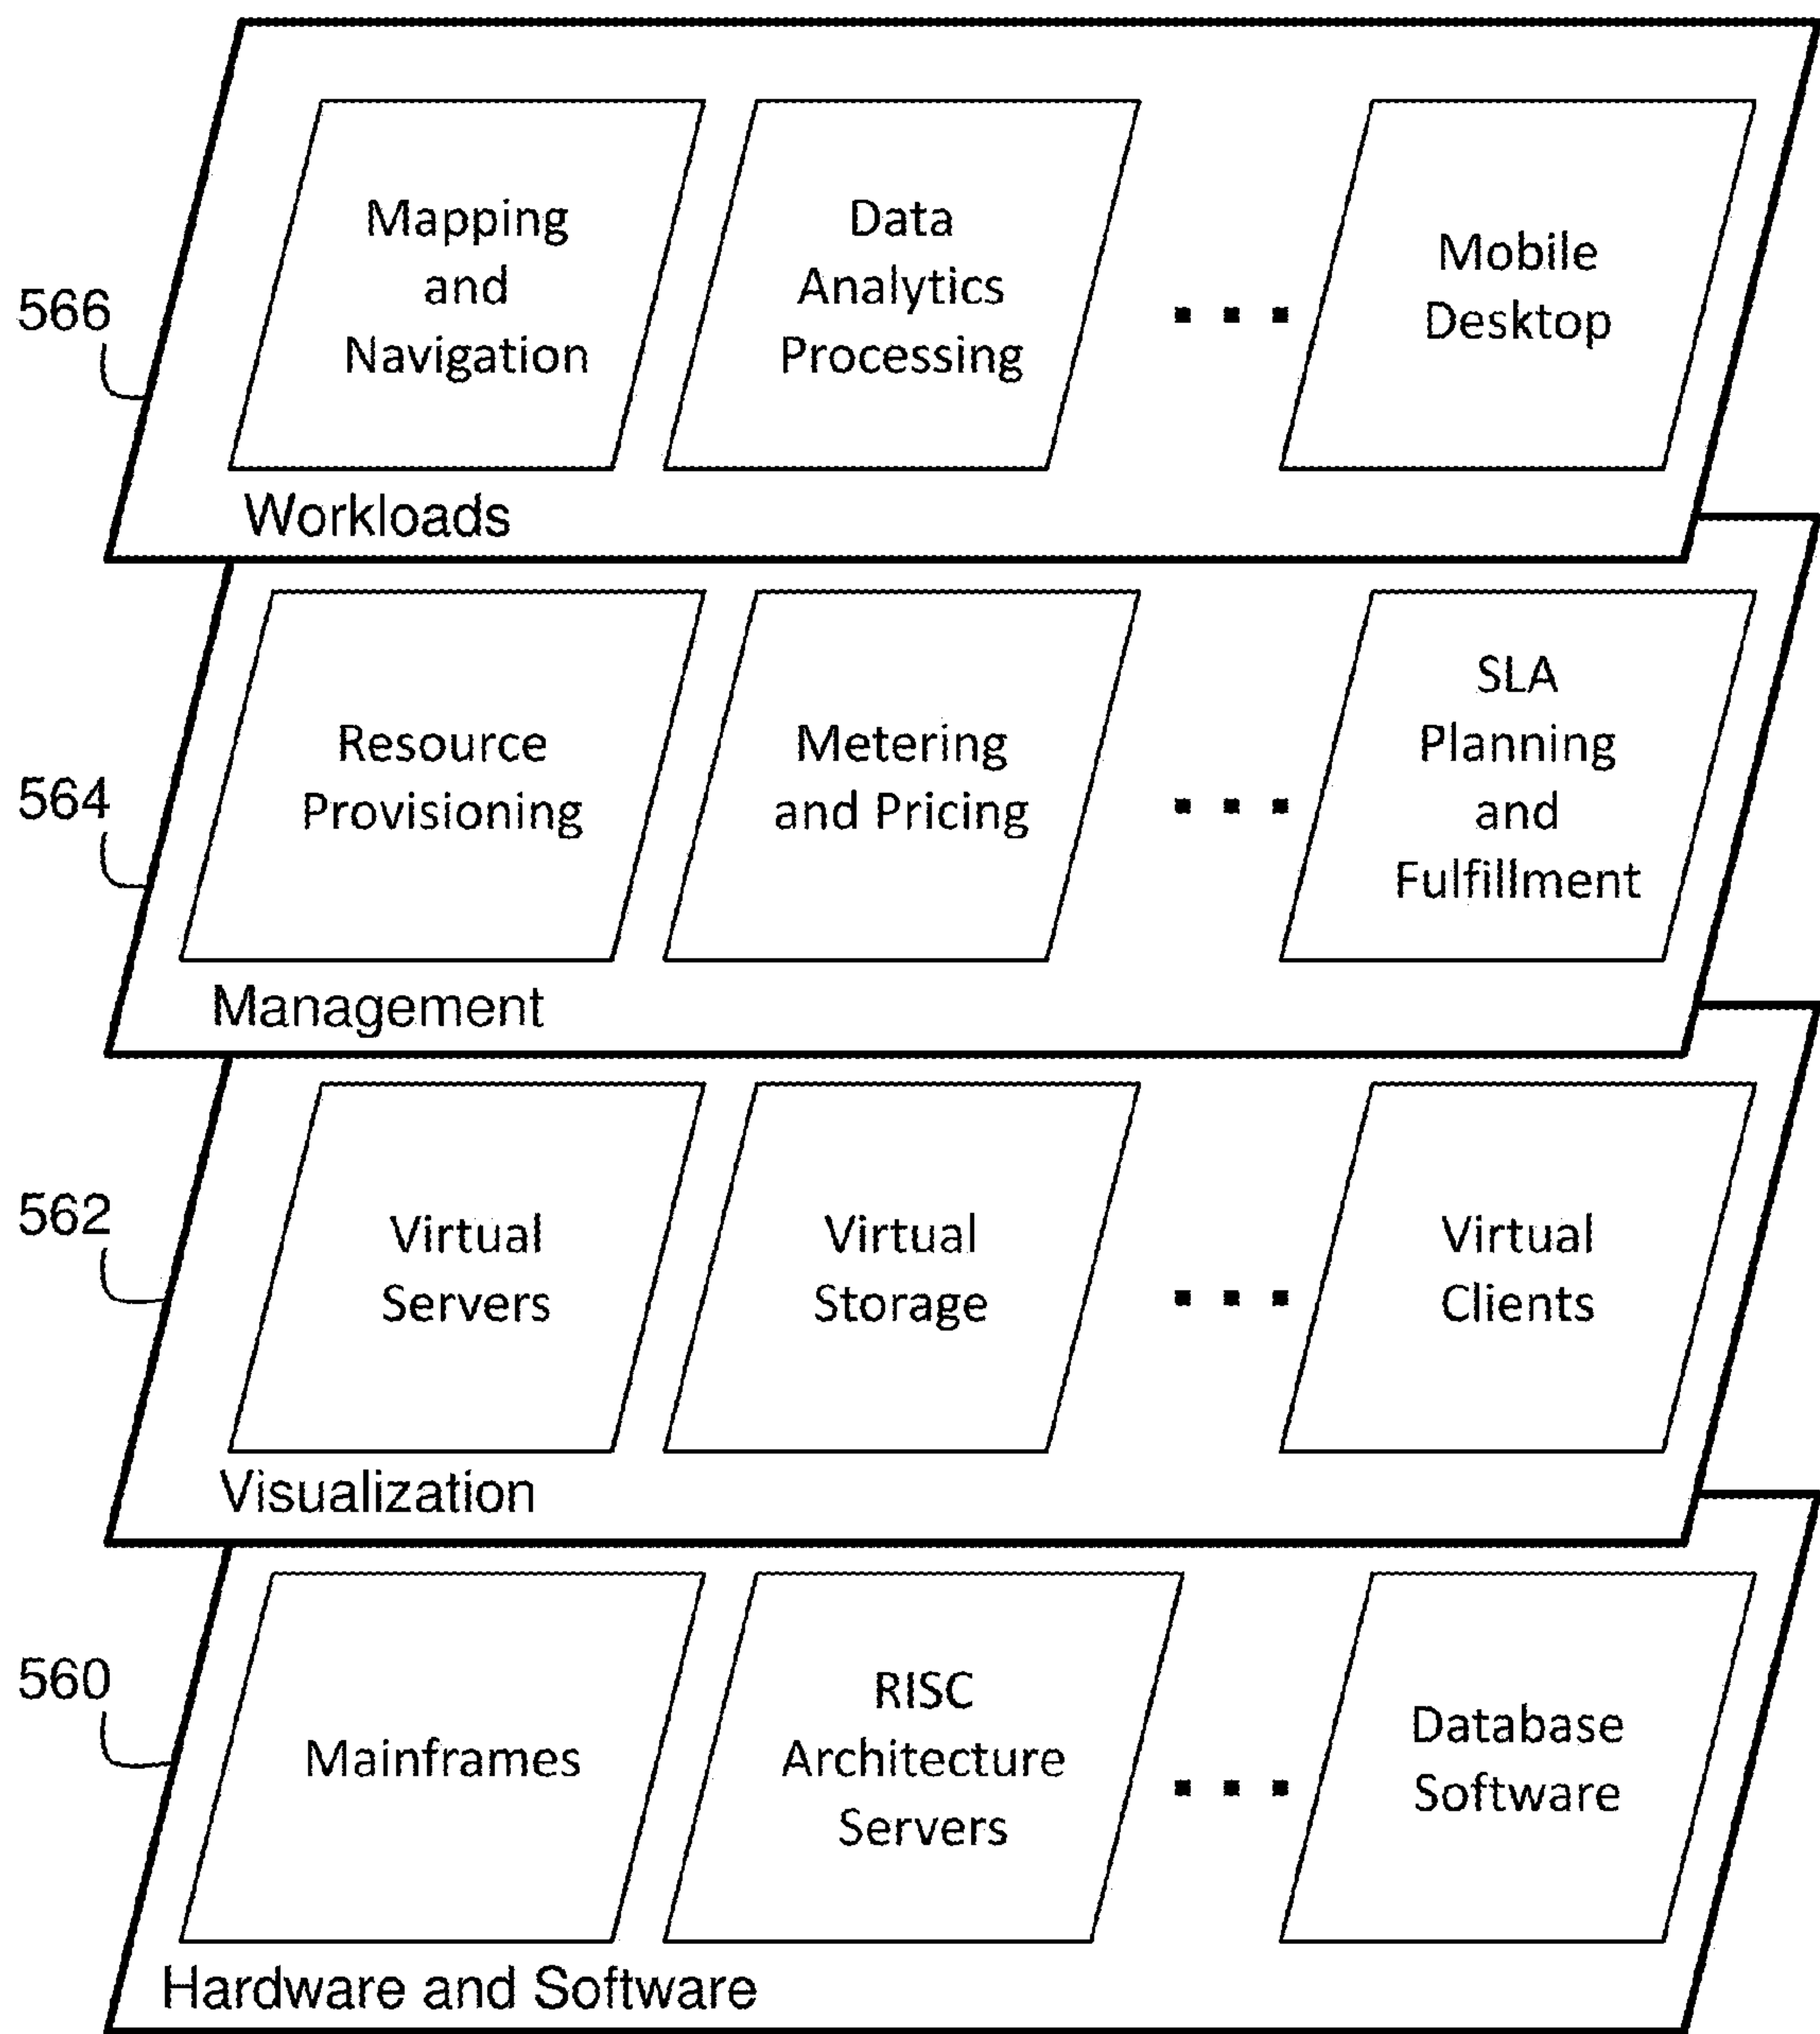 566
Mapping
and
Navigation
Data
Analytics
Processing
Mobile
Desktop
Workloads
564
Resource
Provisioning
Metering
and Pricing
SLA
Planning
and
Fulfillment
Management
562
Virtual
Servers
Virtual
Storage
Virtual
Clients
Visualization
560
Mainframes
RISC
Architecture
Servers
Database
Software
Hardware and Software